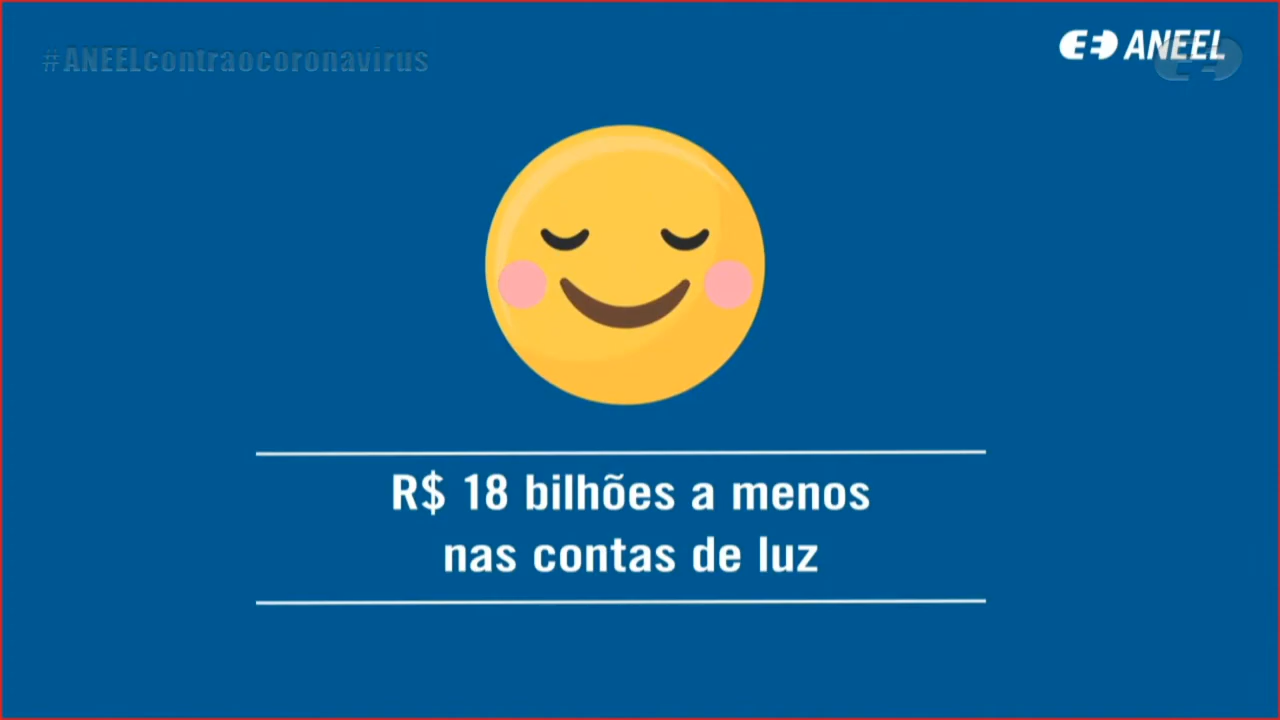 #ANEELcontraocoronavirus
ANEEL
R$ 18 bilhões a menos
nas contas de luz